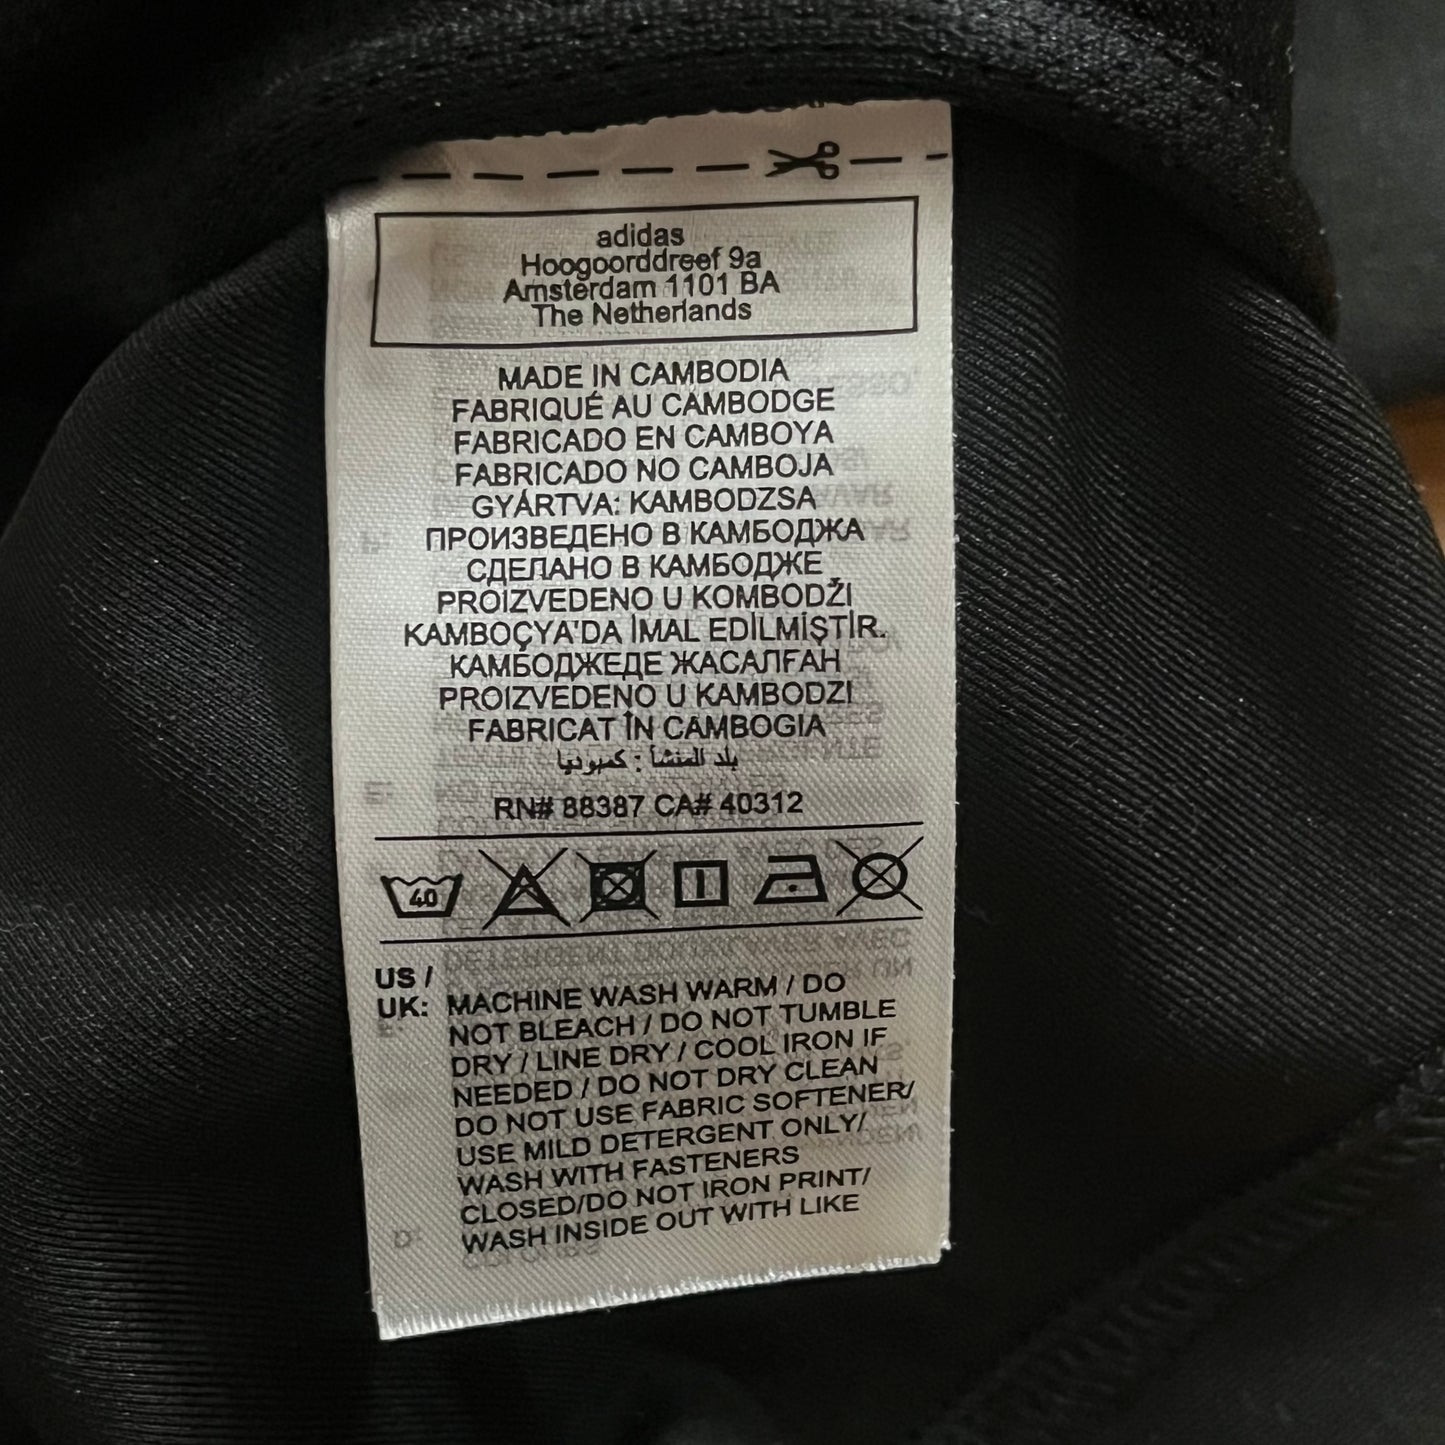 adidas
Hoogoorddreef 9a
Amsterdam 1101 BA
The Netherlands
MADE IN CAMBODIA
FABRIQUÉ AU CAMBODGE
FABRICADO EN CAMBOYA
FABRICADO NO CAMBOJA
GYÁRTVA: KAMBODZSA
ПРОИЗВЕДЕНО В КАМБОДЖА
СДЕЛАНО В КАМБОДЖЕ
PROIZVEDENO U KOMBODŽI
KAMBOÇYA'DA İMAL EDİLMİŞTİR.
КАМБОДЖЕДЕ ЖАСАЛҒАН
PROIZVEDENO U KAMBODZI
FABRICAT ÎN CAMBOGIA
بلد المنشأ : كمبوديا
RN# 88387 CA# 40312
40
US /
UK: MACHINE WASH WARM / DO
NOT BLEACH / DO NOT TUMBLE
DRY / LINE DRY / COOL IRON IF
NEEDED / DO NOT DRY CLEAN
DO NOT USE FABRIC SOFTENER/
USE MILD DETERGENT ONLY/
WASH WITH FASTENERS
CLOSED/DO NOT IRON PRINT/
WASH INSIDE OUT WITH LIKE